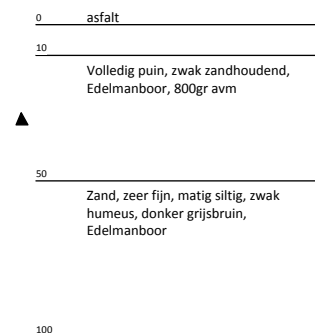 0 asfalt
10
Volledig puin, zwak zandhoudend,
Edelmanboor, 800gr avm
50
Zand, zeer fijn, matig siltig, zwak
humeus, donker grijsbruin,
Edelmanboor
100